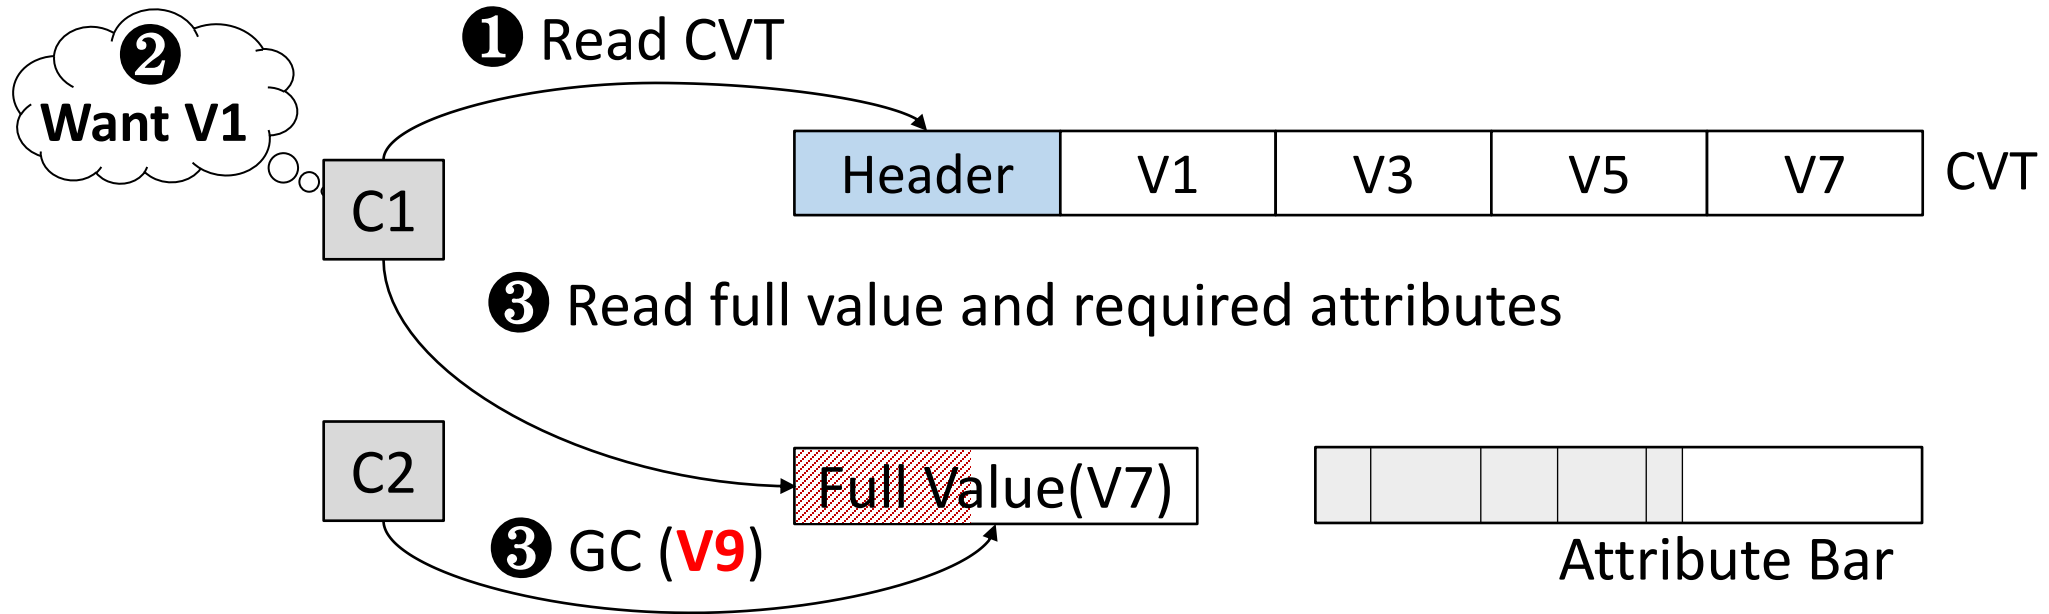 ❶ Read CVT
❷
Want V1
C1
Header V1 V3 V5 V7 CVT
❸ Read full value and required attributes
C2
Full Value(V7)
❸ GC (V9)
Attribute Bar